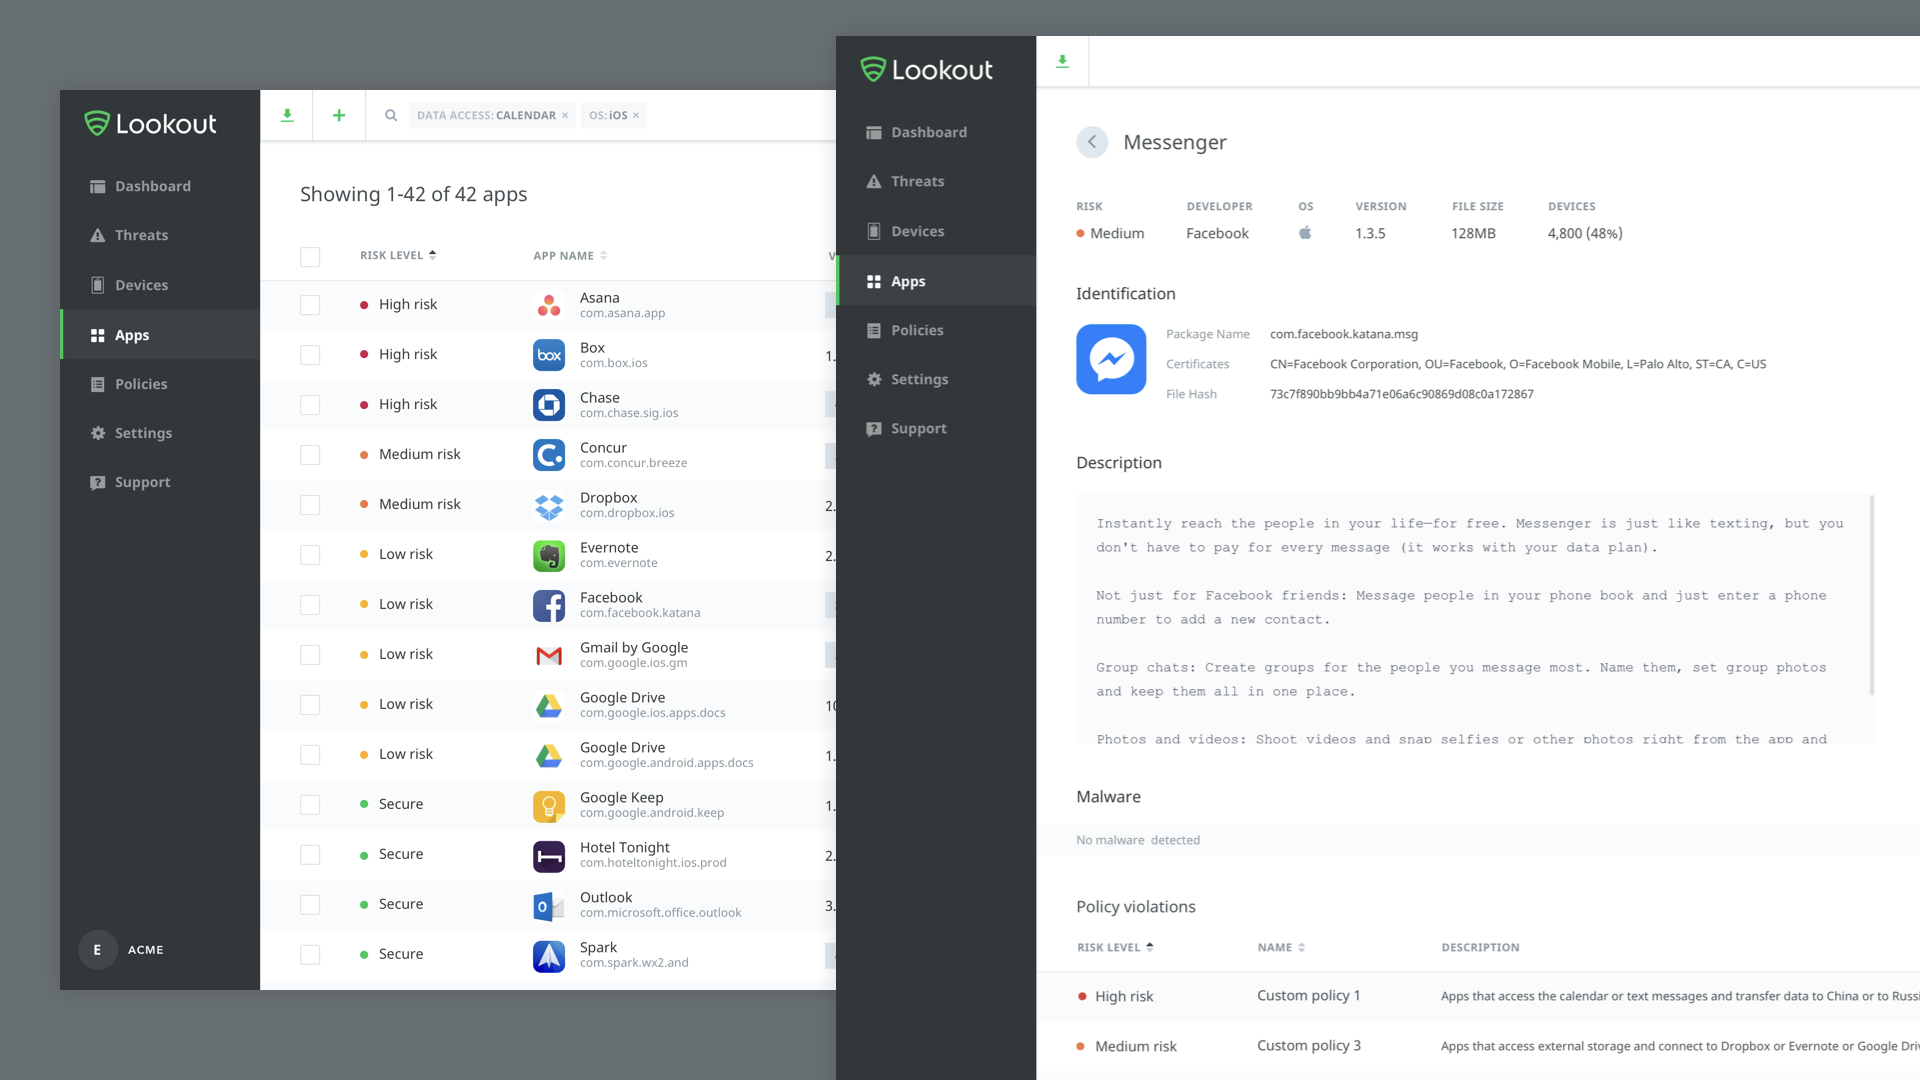 Lookout
Dashboard
Threats
Devices
Apps
Policies
Settings
Support
E ACME
DATA ACCESS: CALENDAR × OS: iOS ×
Showing 1-42 of 42 apps
RISK LEVEL APP NAME
High risk Asana
com.asana.app
High risk Box
com.box.ios
High risk Chase
com.chase.sig.ios
Medium risk Concur
com.concur.breeze
Medium risk Dropbox
com.dropbox.ios
Low risk Evernote
com.evernote
Low risk Facebook
com.facebook.katana
Low risk Gmail by Google
com.google.ios.gm
Low risk Google Drive
com.google.ios.apps.docs
Low risk Google Drive
com.google.android.apps.docs
Secure Google Keep
com.google.android.keep
Secure Hotel Tonight
com.hoteltonight.ios.prod
Secure Outlook
com.microsoft.office.outlook
Secure Spark
com.spark.wx2.and
Lookout
Dashboard
Threats
Devices
Apps
Policies
Settings
Support
Messenger
RISK DEVELOPER OS VERSION FILE SIZE DEVICES
Medium Facebook 1.3.5 128MB 4,800 (48%)
Identification
Package Name com.facebook.katana.msg
Certificates CN=Facebook Corporation, OU=Facebook, O=Facebook Mobile, L=Palo Alto, ST=CA, C=US
File Hash 73c7f890bb9bb4a71e06a6c90869d08c0a172867
Description
Instantly reach the people in your life—for free. Messenger is just like texting, but you
don't have to pay for every message (it works with your data plan).
Not just for Facebook friends: Message people in your phone book and just enter a phone
number to add a new contact.
Group chats: Create groups for the people you message most. Name them, set group photos
and keep them all in one place.
Photos and videos: Shoot videos and snap selfies or other photos right from the app and
Malware
No malware detected
Policy violations
RISK LEVEL NAME DESCRIPTION
High risk Custom policy 1 Apps that access the calendar or text messages and transfer data to China or to
Medium risk Custom policy 3 Apps that access external storage and connect to Dropbox or Evernote or Google